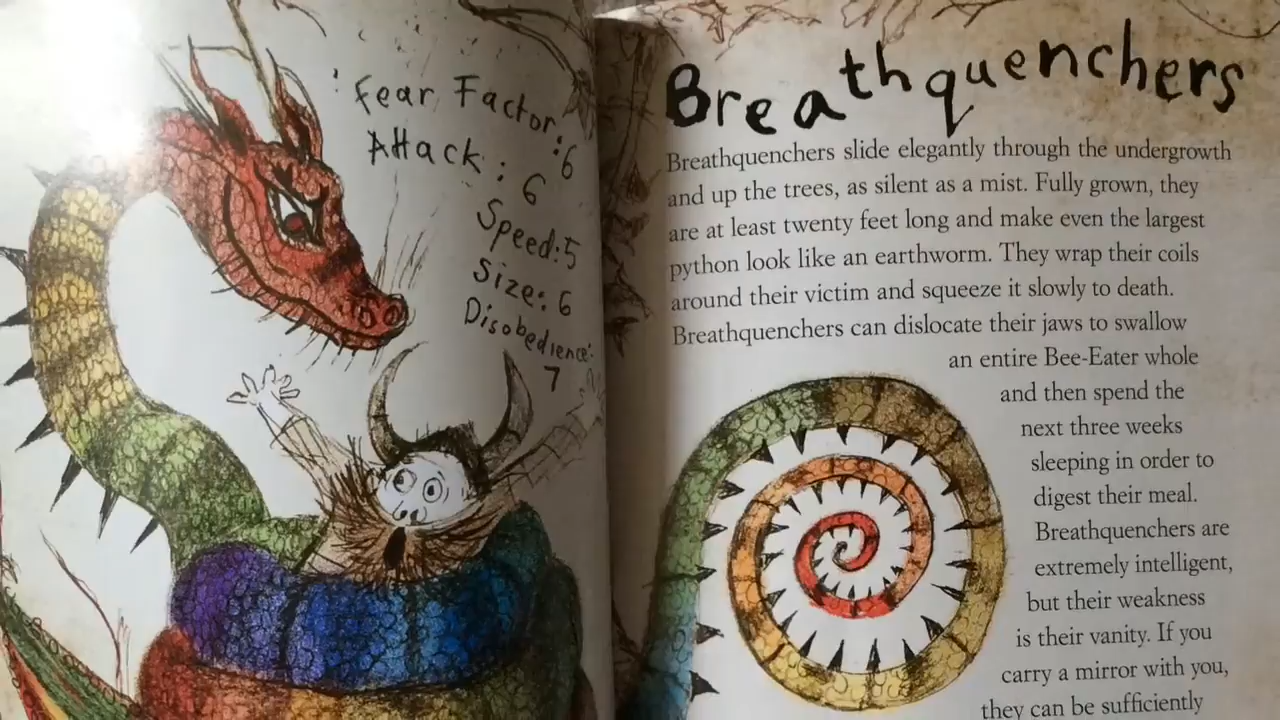 Fear Factor: 6
Attack: 6
Speed: 5
Size: 6
Disobedience: 7
Breathquenchers
Breathquenchers slide elegantly through the undergrowth
and up the trees, as silent as a mist. Fully grown, they
are at least twenty feet long and make even the largest
python look like an earthworm. They wrap their coils
around their victim and squeeze it slowly to death.
Breathquenchers can dislocate their jaws to swallow
an entire Bee-Eater whole
and then spend the
next three weeks
sleeping in order to
digest their meal.
Breathquenchers are
extremely intelligent,
but their weakness
is their vanity. If you
carry a mirror with you,
they can be sufficiently